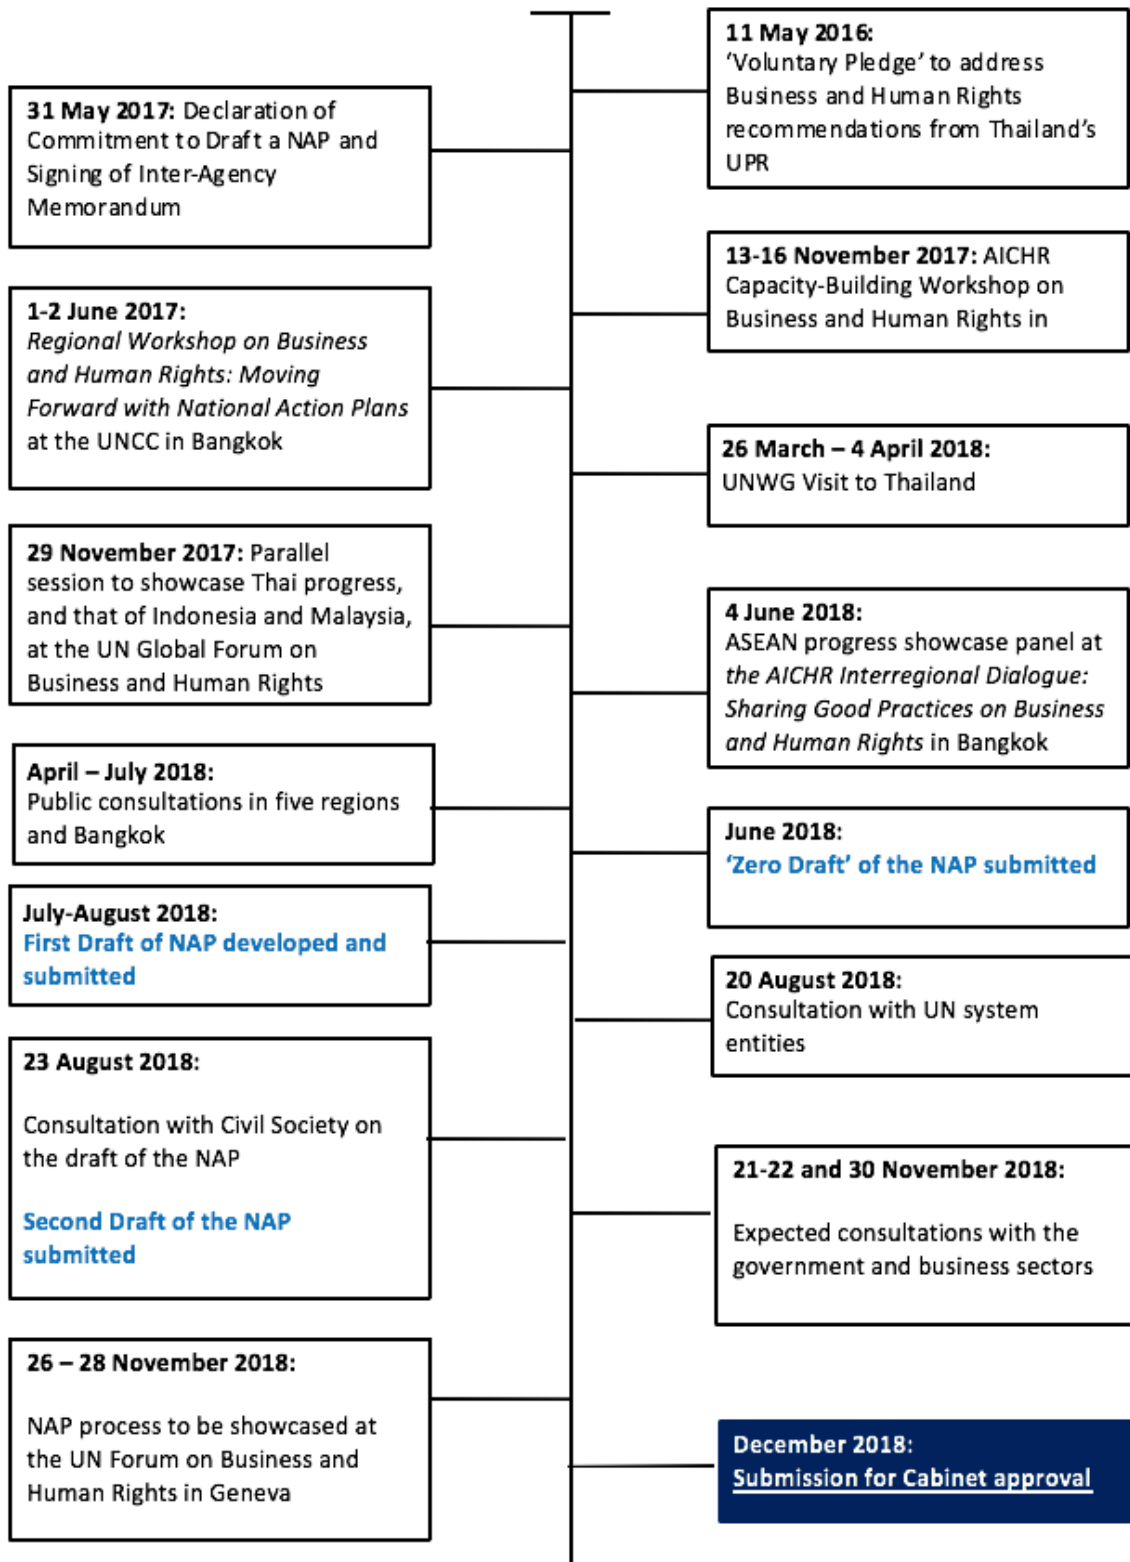 11 May 2016:
‘Voluntary Pledge’ to address
Business and Human Rights
recommendations from Thailand’s
UPR
31 May 2017: Declaration of
Commitment to Draft a NAP and
Signing of Inter-Agency
Memorandum
13-16 November 2017: AICHR
Capacity-Building Workshop on
Business and Human Rights in
1-2 June 2017:
Regional Workshop on Business
and Human Rights: Moving
Forward with National Action Plans
at the UNCC in Bangkok
26 March – 4 April 2018:
UNWG Visit to Thailand
29 November 2017: Parallel
session to showcase Thai progress,
and that of Indonesia and Malaysia,
at the UN Global Forum on
Business and Human Rights
4 June 2018:
ASEAN progress showcase panel at
the AICHR Interregional Dialogue:
Sharing Good Practices on Business
and Human Rights in Bangkok
April – July 2018:
Public consultations in five regions
and Bangkok
June 2018:
‘Zero Draft’ of the NAP submitted
July-August 2018:
First Draft of NAP developed and
submitted
20 August 2018:
Consultation with UN system
entities
23 August 2018:
Consultation with Civil Society on
the draft of the NAP
Second Draft of the NAP
submitted
21-22 and 30 November 2018:
Expected consultations with the
government and business sectors
26 – 28 November 2018:
NAP process to be showcased at
the UN Forum on Business and
Human Rights in Geneva
December 2018:
Submission for Cabinet approval